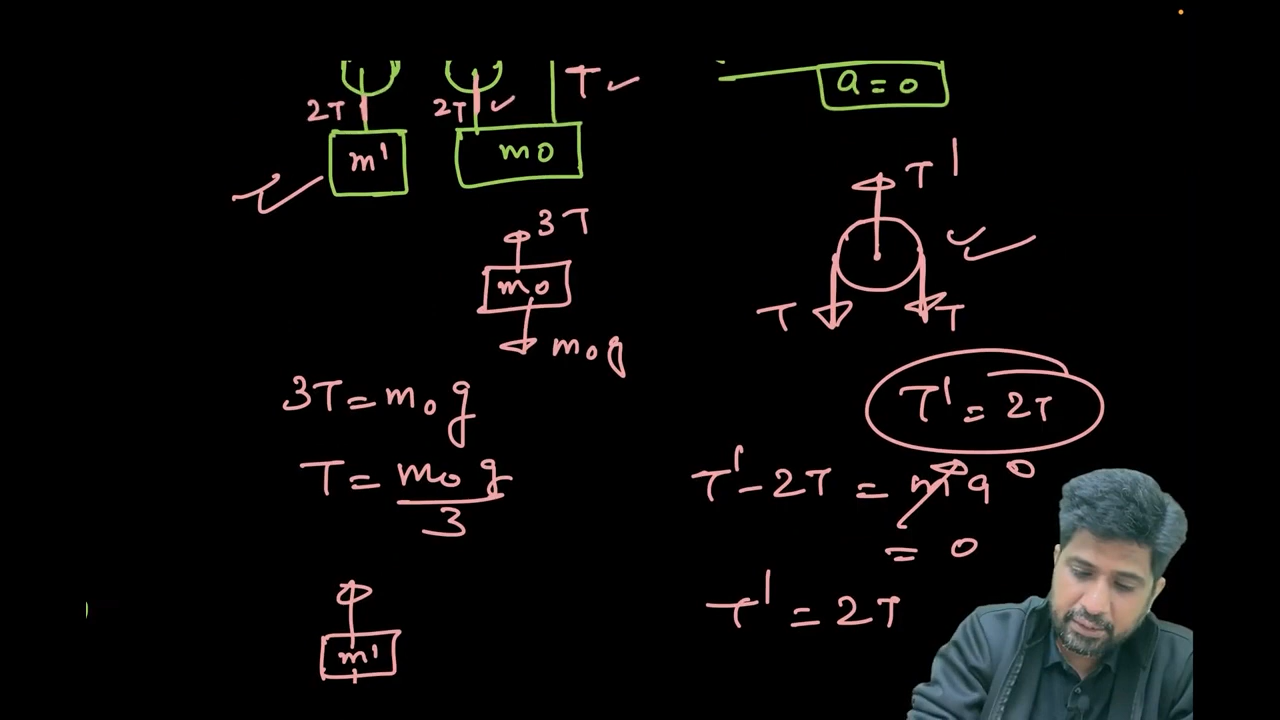 2T
2T
T
a = 0
m'
m0
T'
3T
m0
T
T
m₀g
3T = m₀g
T' = 2T
T = m₀g/3
T' - 2T = ma 0
= 0
T' = 2T
m'